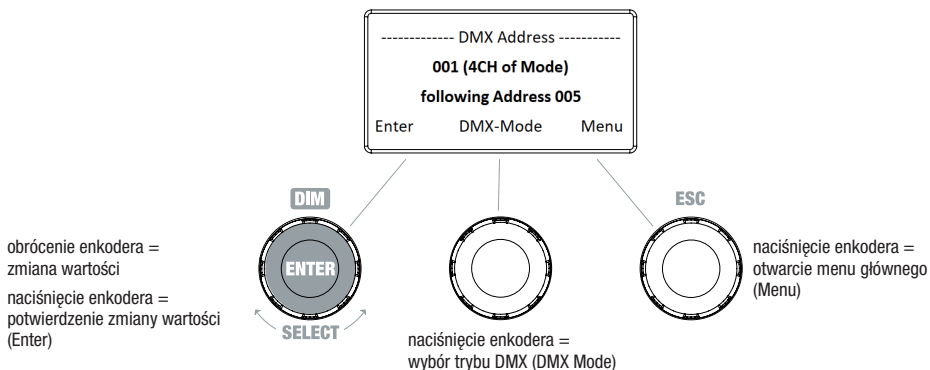 ------------- DMX Address -----------
001 (4CH of Mode)
following Address 005
Enter DMX-Mode Menu
DIM
ESC
obrócenie enkodera =
zmiana wartości
naciśnięcie enkodera =
potwierdzenie zmiany wartości
(Enter)
ENTER
SELECT
naciśnięcie enkodera =
wybór trybu DMX (DMX Mode)
naciśnięcie enkodera =
otwarcie menu głównego
(Menu)